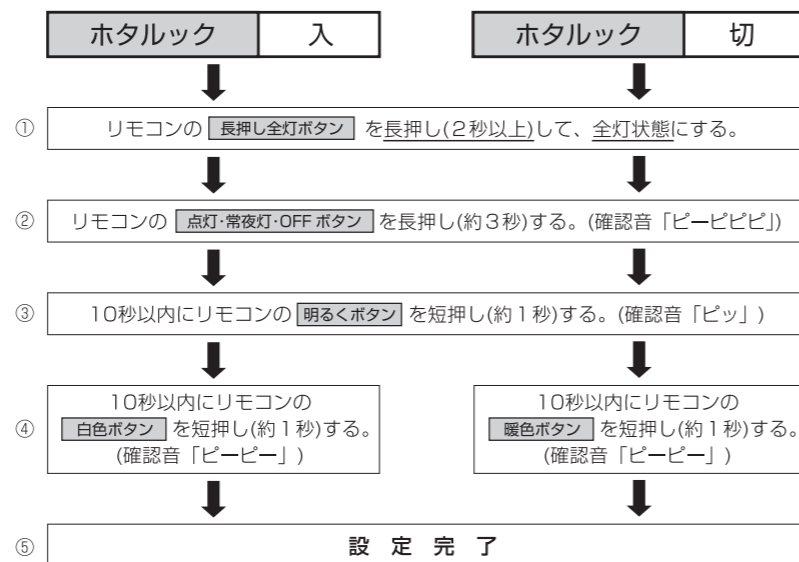 ホタルック 入 ホタルック 切
① リモコンの 長押し全灯ボタン を長押し(2秒以上)して、全灯状態にする。
② リモコンの 点灯・常夜灯・OFF ボタン を長押し(約3秒)する。(確認音「ピーピピピ」)
③ 10秒以内にリモコンの 明るくボタン を短押し(約1秒)する。(確認音「ピッ」)
④
10秒以内にリモコンの
白色ボタン を短押し(約1秒)する。
(確認音「ピーピー」)
10秒以内にリモコンの
暖色ボタン を短押し(約1秒)する。
(確認音「ピーピー」)
⑤ 設 定 完 了